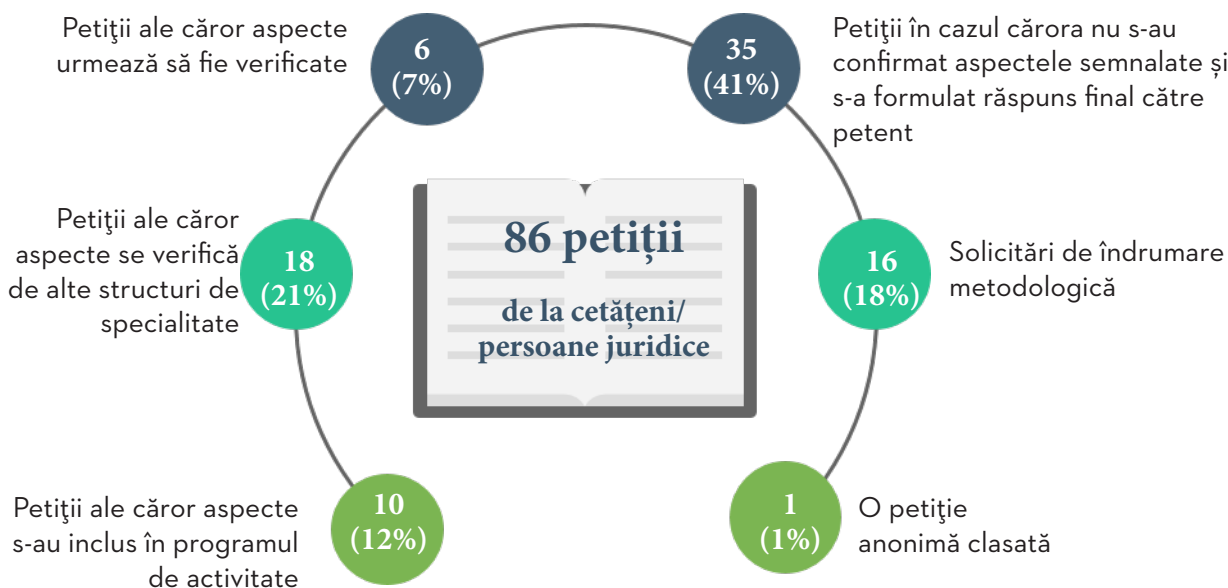 Petiţii ale căror aspecte
urmează să fie verificate
6
(7%)
35
(41%)
Petiţii în cazul cărora nu s-au
confirmat aspectele semnalate și
s-a formulat răspuns final către
petent
86 petiții
de la cetățeni/
persoane juridice
Petiţii ale căror
aspecte se verifică
de alte structuri de
specialitate
18
(21%)
16
(18%)
Solicitări de îndrumare
metodologică
Petiţii ale căror aspecte
s-au inclus în programul
de activitate
10
(12%)
1
(1%)
O petiţie
anonimă clasată